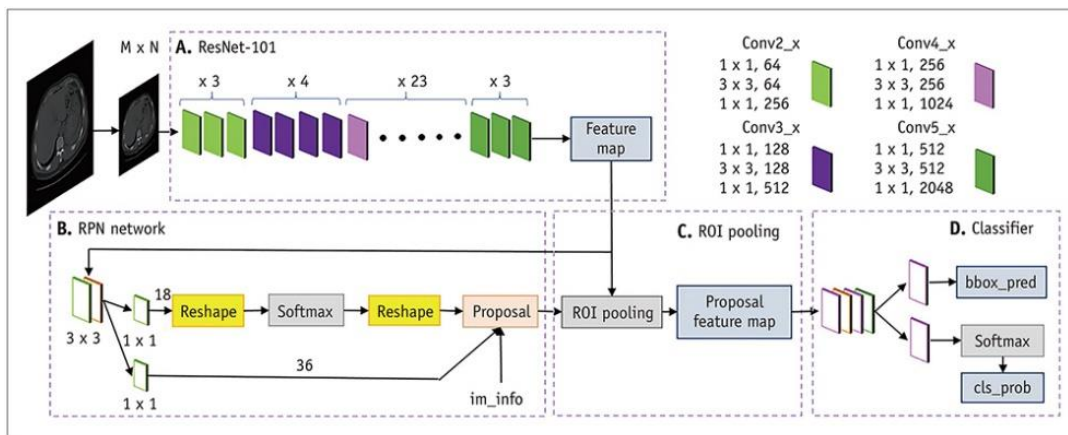 M x N
A. ResNet-101
x 3
x 4
x 23
x 3
Feature
map
Conv2_x
1 x 1, 64
3 x 3, 64
1 x 1, 256
Conv4_x
1 x 1, 256
3 x 3, 256
1 x 1, 1024
Conv3_x
1 x 1, 128
3 x 3, 128
1 x 1, 512
Conv5_x
1 x 1, 512
3 x 3, 512
1 x 1, 2048
B. RPN network
3 x 3
18
1 x 1
Reshape
Softmax
Reshape
Proposal
36
1 x 1
im_info
C. ROI pooling
ROI pooling
Proposal
feature map
D. Classifier
bbox_pred
Softmax
cls_prob